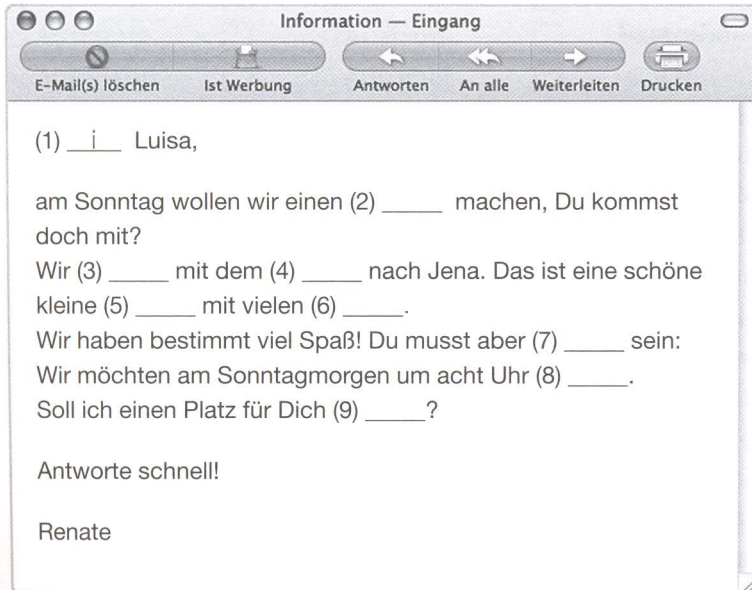 Information — Eingang
E-Mail(s) löschen Ist Werbung Antworten An alle Weiterleiten Drucken
(1) __i__ Luisa,
am Sonntag wollen wir einen (2) _____ machen, Du kommst
doch mit?
Wir (3) _____ mit dem (4) _____ nach Jena. Das ist eine schöne
kleine (5) _____ mit vielen (6) _____.
Wir haben bestimmt viel Spaß! Du musst aber (7) _____ sein:
Wir möchten am Sonntagmorgen um acht Uhr (8) _____.
Soll ich einen Platz für Dich (9) _____?
Antworte schnell!
Renate